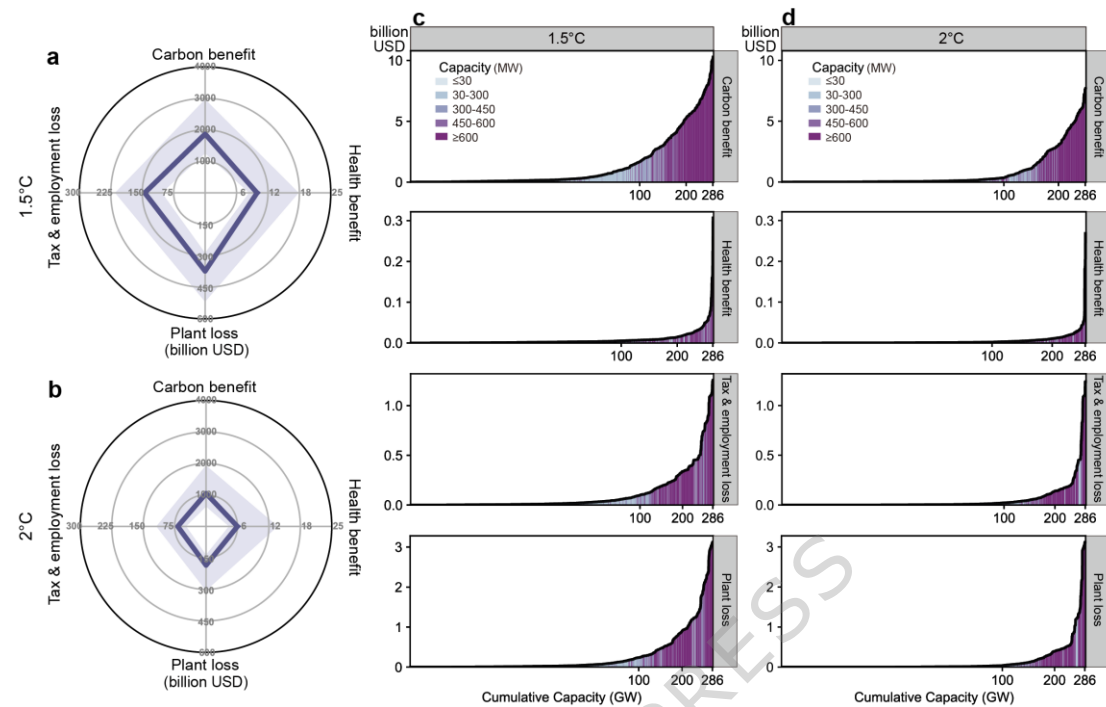 a
Carbon benefit
4000
3000
2000
1000
1.5°C
Tax & employment loss
300
225
150
75
6
12
18
25
Health benefit
150
300
450
600
Plant loss
(billion USD)
b
Carbon benefit
4000
3000
2000
1000
2°C
Tax & employment loss
300
225
150
75
6
12
18
25
Health benefit
300
450
Plant loss
(billion USD)
c
billion
USD
1.5°C
10
5
0
Capacity (MW)
≤30
30-300
300-450
450-600
≥600
100
200
286
Carbon benefit
0.3
0.2
0.1
0.0
100
200
286
Health benefit
1.0
0.5
0.0
100
200
286
Tax & employment loss
3
2
1
0
100
200
286
Plant loss
Cumulative Capacity (GW)
d
billion
USD
2°C
10
5
0
Capacity (MW)
≤30
30-300
300-450
450-600
≥600
100
200
286
Carbon benefit
0.3
0.2
0.1
0.0
100
200
286
Health benefit
1.0
0.5
0.0
100
200
286
Tax & employment loss
3
2
1
0
100
200
286
Plant loss
Cumulative Capacity (GW)
PRESS